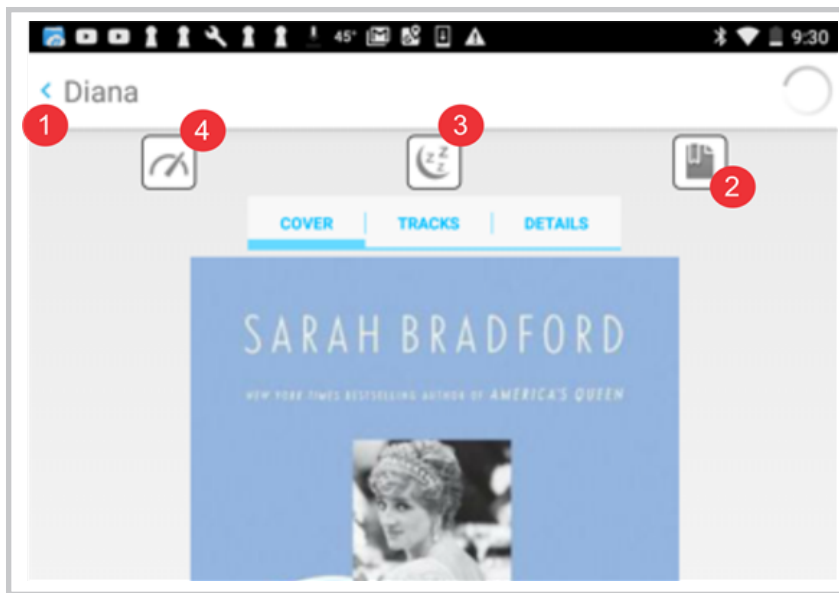 45° 9:30
Diana
1
4
3
2
z z z
COVER TRACKS DETAILS
SARAH BRADFORD
NEW YORK TIMES BESTSELLING AUTHOR OF AMERICA'S QUEEN